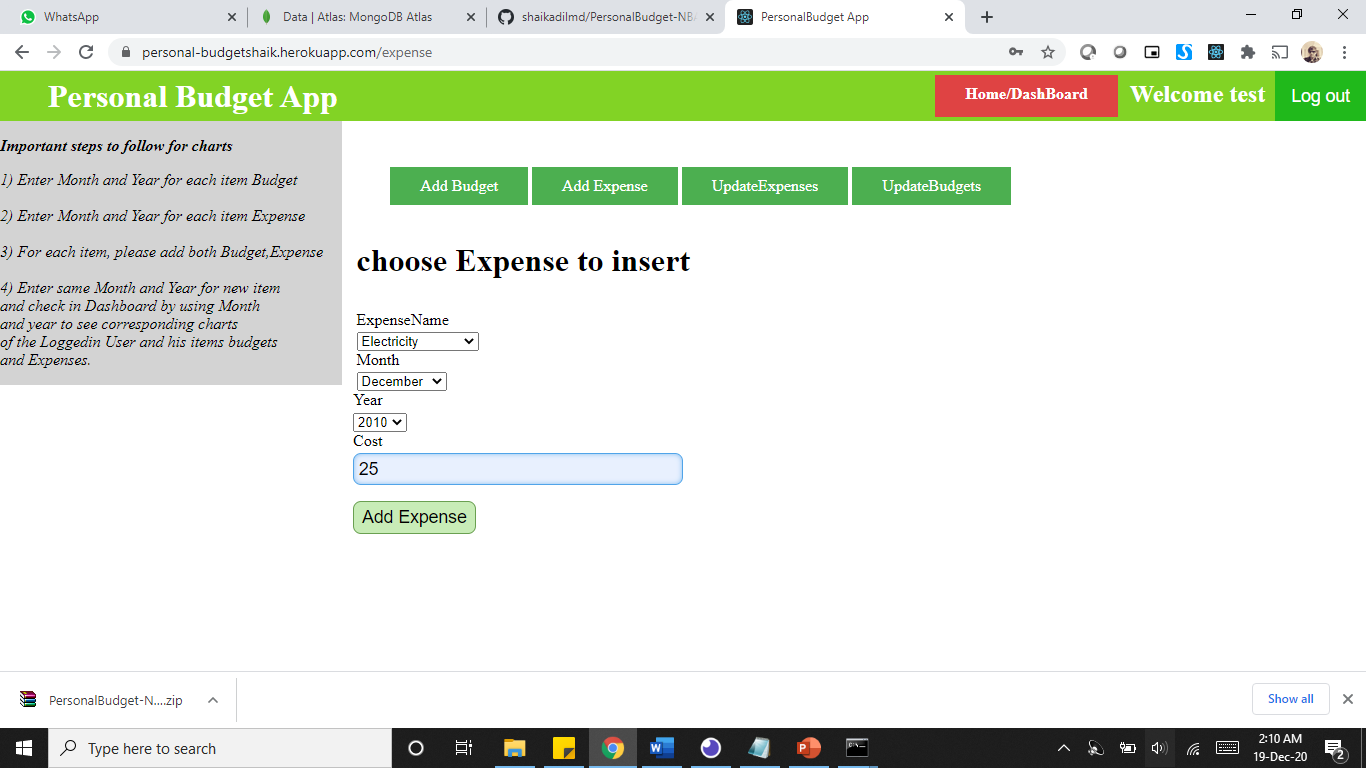 WhatsApp
Data | Atlas: MongoDB Atlas
shaikadilmd/PersonalBudget-NBA
PersonalBudget App
personal-budgetshaik.herokuapp.com/expense
Personal Budget App
Home/DashBoard
Welcome test
Log out
Important steps to follow for charts
1) Enter Month and Year for each item Budget
2) Enter Month and Year for each item Expense
3) For each item, please add both Budget,Expense
4) Enter same Month and Year for new item
and check in Dashboard by using Month
and year to see corresponding charts
of the Loggedin User and his items budgets
and Expenses.
Add Budget
Add Expense
UpdateExpenses
UpdateBudgets
choose Expense to insert
ExpenseName
Electricity
Month
December
Year
2010
Cost
25
Add Expense
PersonalBudget-N....zip
Show all
Type here to search
2:10 AM
19-Dec-20
2